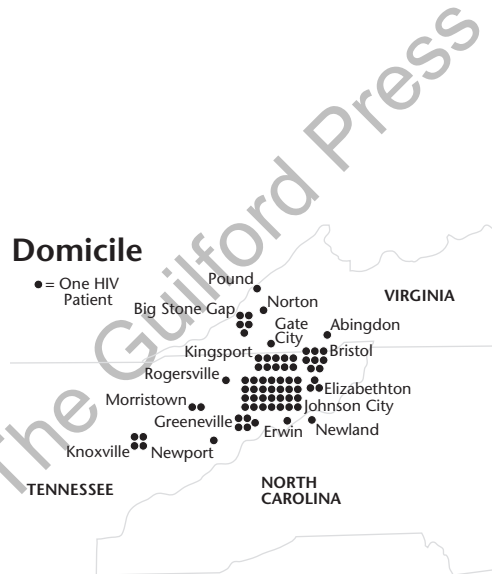 The Guilford Press
Domicile
= One HIV
Patient
Pound
Big Stone Gap
Norton
VIRGINIA
Gate
City
Abingdon
Kingsport
Bristol
Rogersville
Elizabethton
Morristown
Johnson City
Greeneville
Erwin
Newland
Knoxville
Newport
TENNESSEE
NORTH
CAROLINA